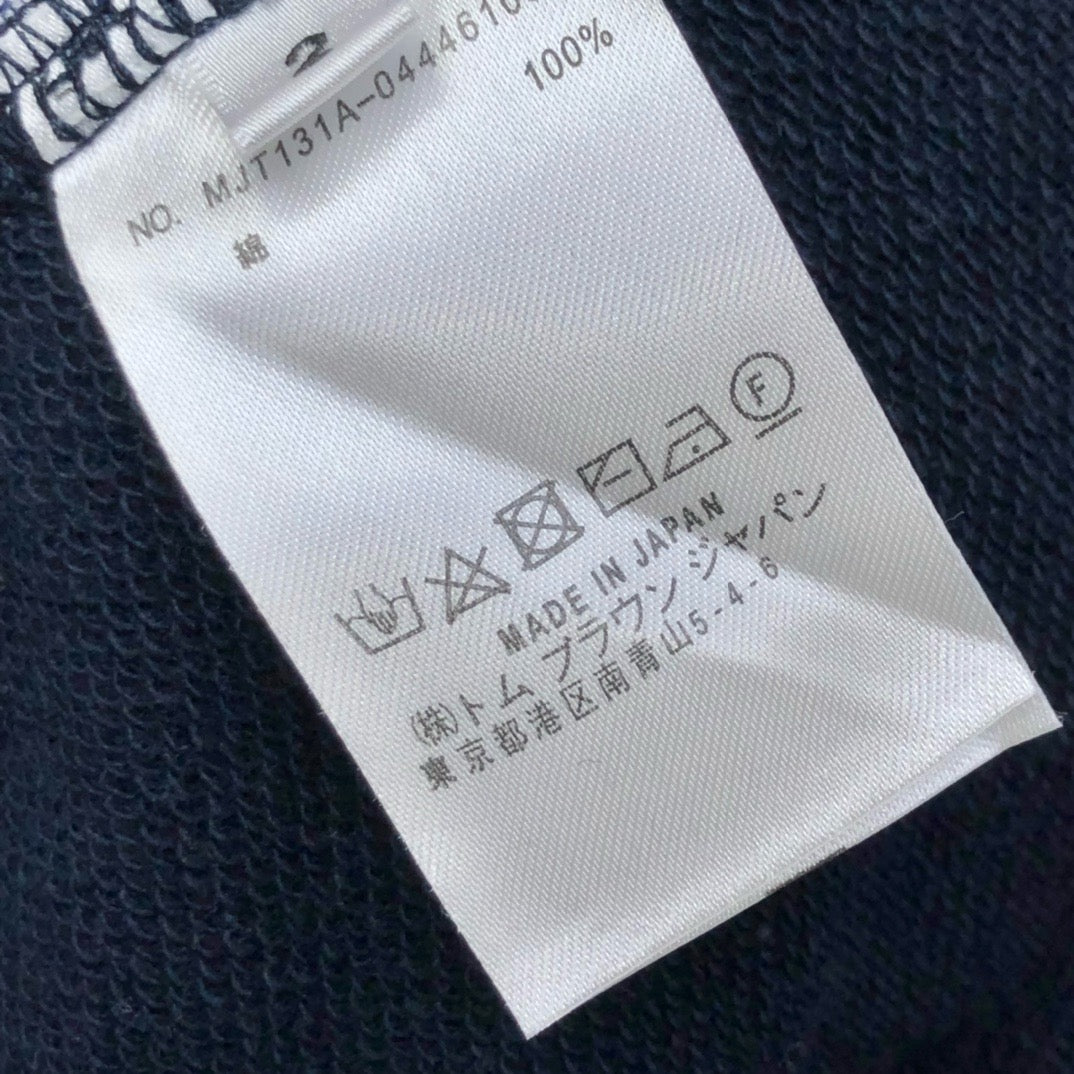 2
NO. MJT131A-0444610
綿 100%
F
MADE IN JAPAN
(株)トム ブラウン ジャパン
東京都港区南青山5-4-6